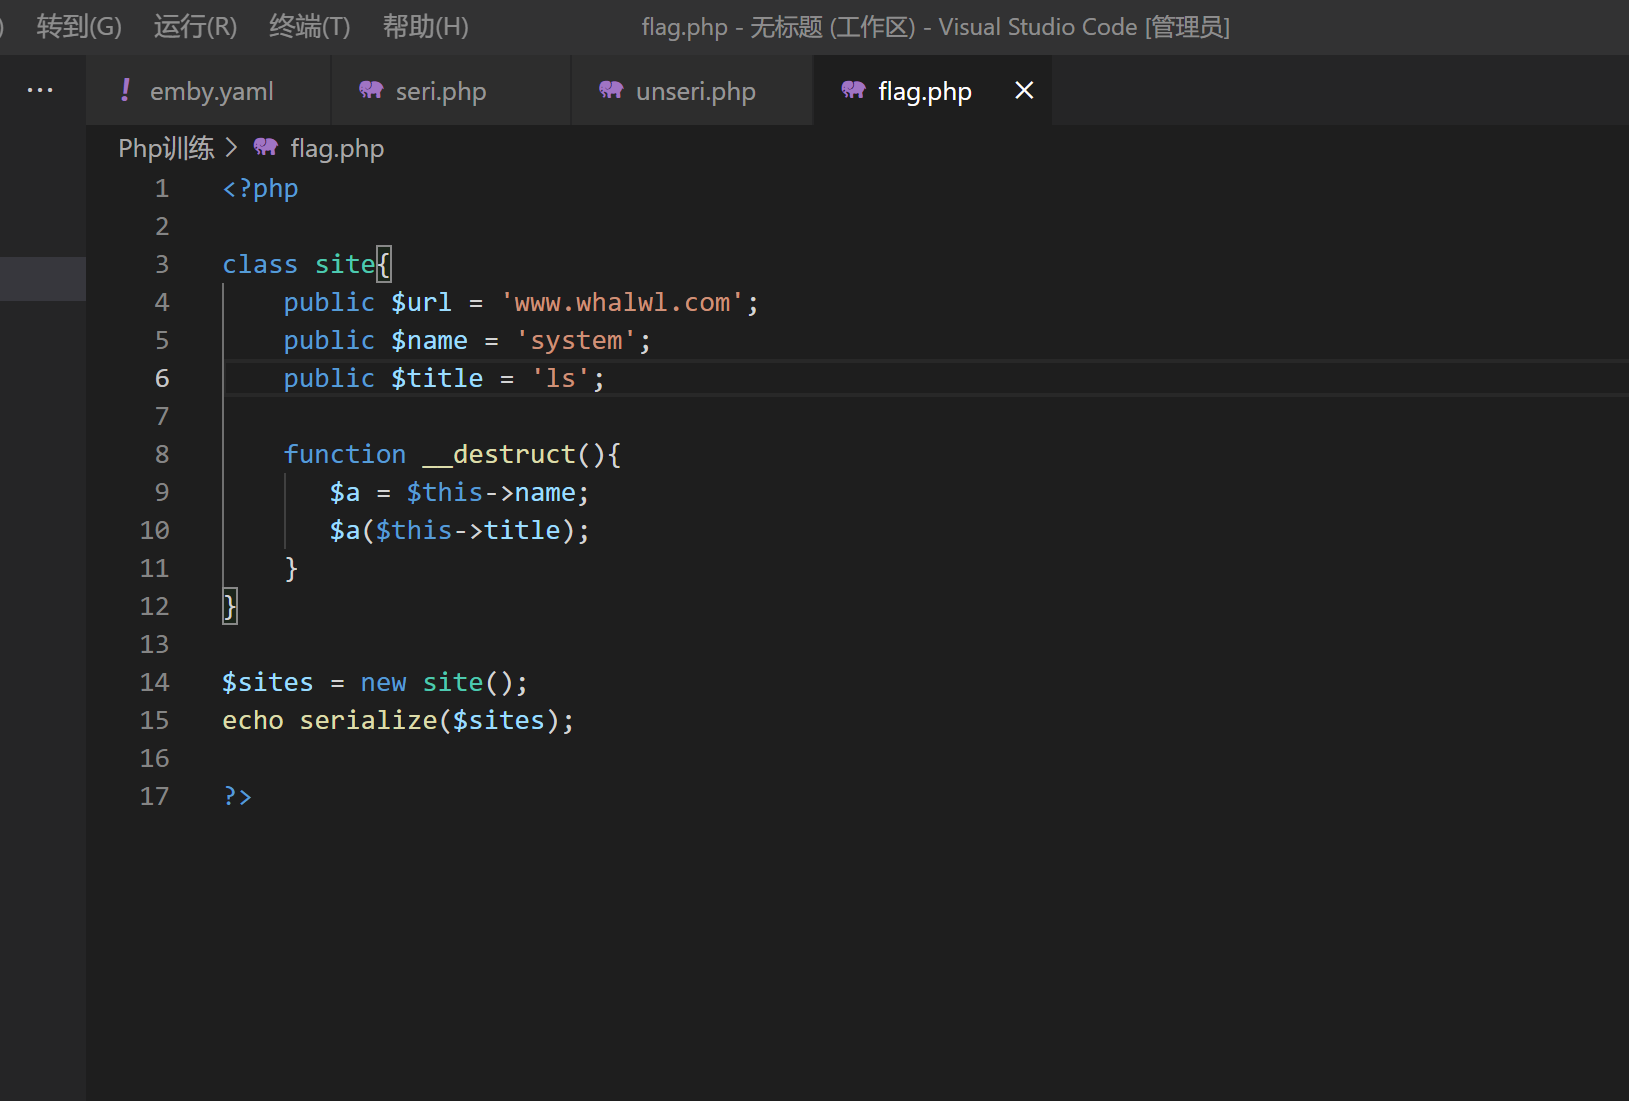 ) 转到(G) 运行(R) 终端(T) 帮助(H) flag.php - 无标题 (工作区) - Visual Studio Code [管理员]
··· ! emby.yaml seri.php unseri.php flag.php ×
Php训练 > flag.php
1 <?php
2
3 class site{
4     public $url = 'www.whalwl.com';
5     public $name = 'system';
6     public $title = 'ls';
7
8     function __destruct(){
9        $a = $this->name;
10        $a($this->title);
11     }
12 }
13
14 $sites = new site();
15 echo serialize($sites);
16
17 ?>